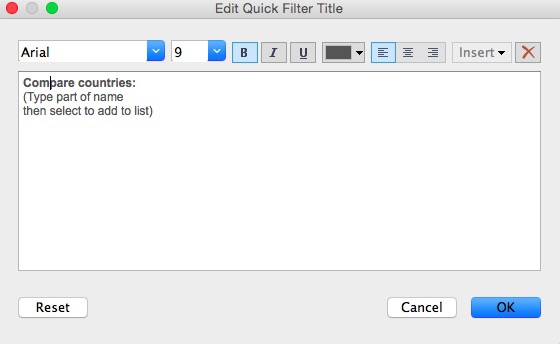 Edit Quick Filter Title
Arial 9 B I U Insert
Compare countries:
(Type part of name
then select to add to list)
Reset Cancel OK